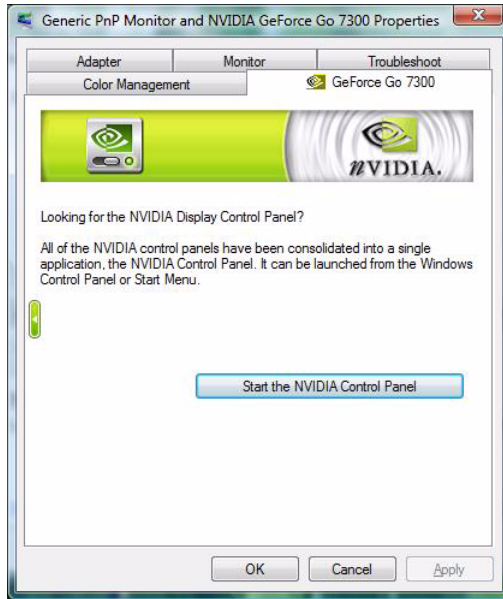 Generic PnP Monitor and NVIDIA GeForce Go 7300 Properties
Adapter Monitor Troubleshoot
Color Management GeForce Go 7300
nVIDIA.
Looking for the NVIDIA Display Control Panel?
All of the NVIDIA control panels have been consolidated into a single
application, the NVIDIA Control Panel. It can be launched from the Windows
Control Panel or Start Menu.
Start the NVIDIA Control Panel
OK Cancel Apply